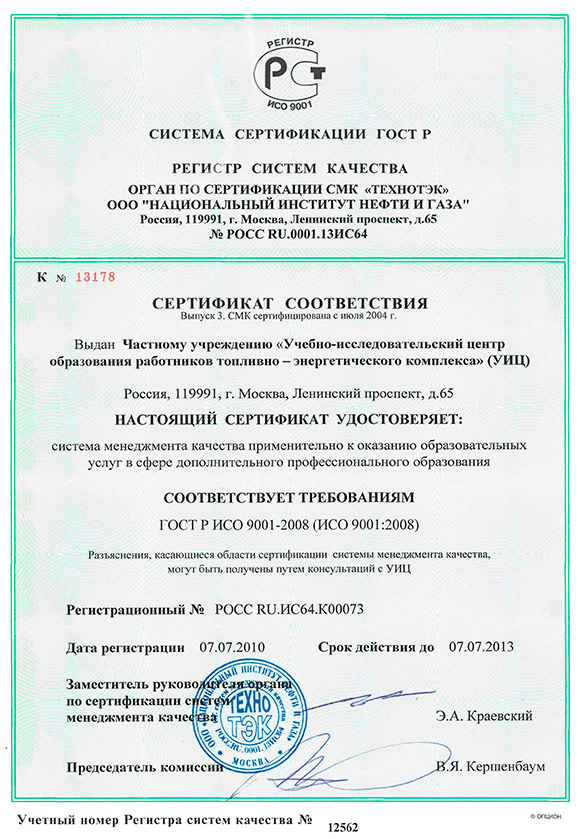 РЕГИСТР
РСТ
ИСО 9001
СИСТЕМА СЕРТИФИКАЦИИ ГОСТ Р
РЕГИСТР СИСТЕМ КАЧЕСТВА
ОРГАН ПО СЕРТИФИКАЦИИ СМК «ТЕХНОТЭК»
ООО "НАЦИОНАЛЬНЫЙ ИНСТИТУТ НЕФТИ И ГАЗА"
Россия, 119991, г. Москва, Ленинский проспект, д.65
№ РОСС RU.0001.13ИС64
К № 13178
СЕРТИФИКАТ СООТВЕТСТВИЯ
Выпуск 3. СМК сертифицирована с июля 2004 г.
Выдан Частному учреждению «Учебно-исследовательский центр
образования работников топливно – энергетического комплекса» (УИЦ)
Россия, 119991, г. Москва, Ленинский проспект, д.65
НАСТОЯЩИЙ СЕРТИФИКАТ УДОСТОВЕРЯЕТ:
система менеджмента качества применительно к оказанию образовательных
услуг в сфере дополнительного профессионального образования
СООТВЕТСТВУЕТ ТРЕБОВАНИЯМ
ГОСТ Р ИСО 9001-2008 (ИСО 9001:2008)
Разъяснения, касающиеся области сертификации системы менеджмента качества,
могут быть получены путем консультаций с УИЦ
Регистрационный № РОСС RU.ИС64.К00073
Дата регистрации 07.07.2010 Срок действия до 07.07.2013
Заместитель руководителя органа
по сертификации систем
менеджмента качества Э.А. Краевский
ООО «НАЦИОНАЛЬНЫЙ ИНСТИТУТ НЕФТИ И ГАЗА»
ТЕХНО
ТЭК
РОСС.RU.0001.13ИС64
МОСКВА
Председатель комиссии В.Я. Кершенбаум
Учетный номер Регистра систем качества № 12562
© ОПЦИОН